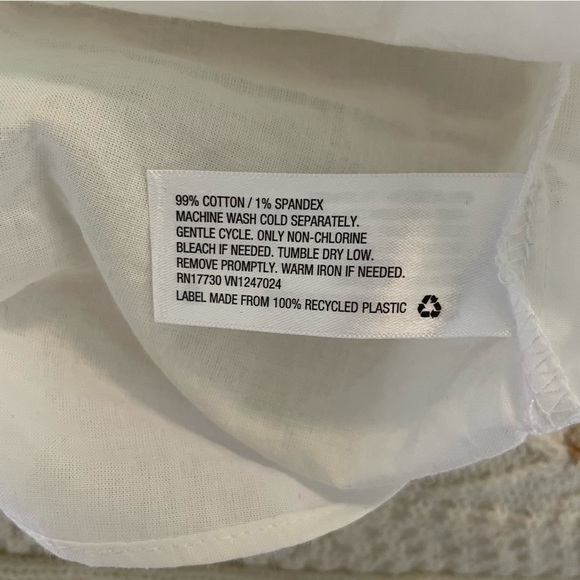 99% COTTON / 1% SPANDEX
MACHINE WASH COLD SEPARATELY.
GENTLE CYCLE. ONLY NON-CHLORINE
BLEACH IF NEEDED. TUMBLE DRY LOW.
REMOVE PROMPTLY. WARM IRON IF NEEDED.
RN17730 VN1247024
LABEL MADE FROM 100% RECYCLED PLASTIC